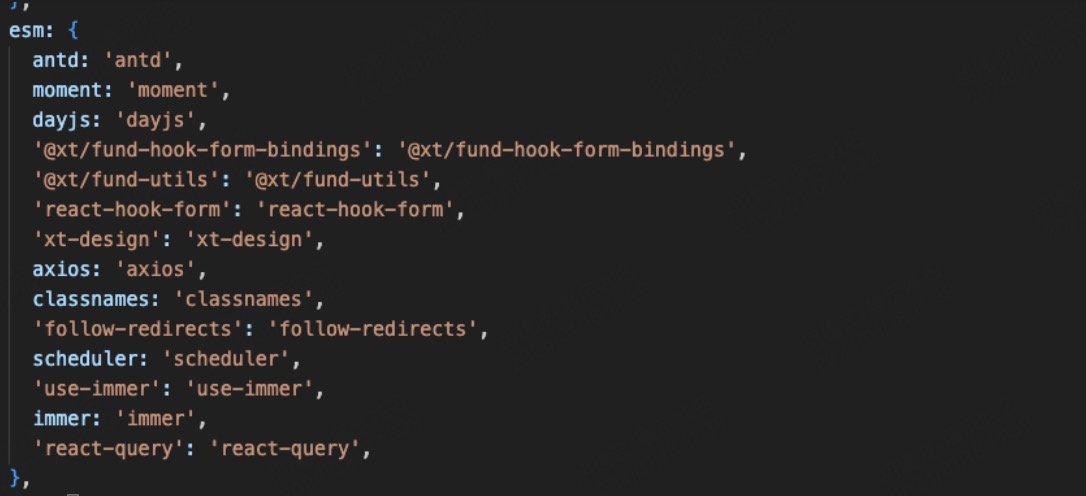 },
esm: {
antd: 'antd',
moment: 'moment',
dayjs: 'dayjs',
'@xt/fund-hook-form-bindings': '@xt/fund-hook-form-bindings',
'@xt/fund-utils': '@xt/fund-utils',
'react-hook-form': 'react-hook-form',
'xt-design': 'xt-design',
axios: 'axios',
classnames: 'classnames',
'follow-redirects': 'follow-redirects',
scheduler: 'scheduler',
'use-immer': 'use-immer',
immer: 'immer',
'react-query': 'react-query',
},